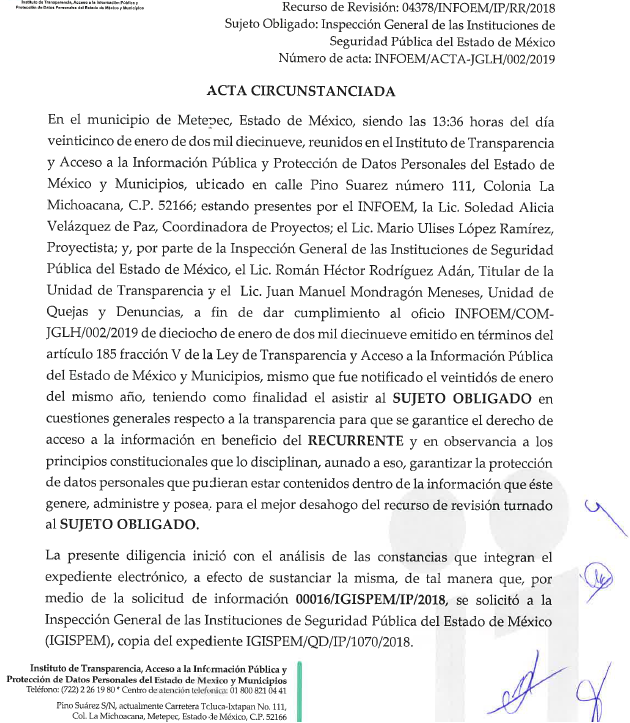 Instituto de Transparencia, Acceso a la Información Pública y
Protección de Datos Personales del Estado de México y Municipios
Recurso de Revisión: 04378/INFOEM/IP/RR/2018
Sujeto Obligado: Inspección General de las Instituciones de
Seguridad Pública del Estado de México
Número de acta: INFOEM/ACTA-JGLH/002/2019
ACTA CIRCUNSTANCIADA
En el municipio de Metepec, Estado de México, siendo las 13:36 horas del día
veinticinco de enero de dos mil diecinueve, reunidos en el Instituto de Transparencia
y Acceso a la Información Pública y Protección de Datos Personales del Estado de
México y Municipios, ubicado en calle Pino Suarez número 111, Colonia La
Michoacana, C.P. 52166; estando presentes por el INFOEM, la Lic. Soledad Alicia
Velázquez de Paz, Coordinadora de Proyectos; el Lic. Mario Ulises López Ramírez,
Proyectista; y, por parte de la Inspección General de las Instituciones de Seguridad
Pública del Estado de México, el Lic. Román Héctor Rodríguez Adán, Titular de la
Unidad de Transparencia y el Lic. Juan Manuel Mondragón Meneses, Unidad de
Quejas y Denuncias, a fin de dar cumplimiento al oficio INFOEM/COM-
JGLH/002/2019 de dieciocho de enero de dos mil diecinueve emitido en términos del
artículo 185 fracción V de la Ley de Transparencia y Acceso a la Información Pública
del Estado de México y Municipios, mismo que fue notificado el veintidós de enero
del mismo año, teniendo como finalidad el asistir al SUJETO OBLIGADO en
cuestiones generales respecto a la transparencia para que se garantice el derecho de
acceso a la información en beneficio del RECURRENTE y en observancia a los
principios constitucionales que lo disciplinan, aunado a eso, garantizar la protección
de datos personales que pudieran estar contenidos dentro de la información que éste
genere, administre y posea, para el mejor desahogo del recurso de revisión turnado
al SUJETO OBLIGADO.
La presente diligencia inició con el análisis de las constancias que integran el
expediente electrónico, a efecto de sustanciar la misma, de tal manera que, por
medio de la solicitud de información 00016/IGISPEM/IP/2018, se solicitó a la
Inspección General de las Instituciones de Seguridad Pública del Estado de México
(IGISPEM), copia del expediente IGISPEM/QD/IP/1070/2018.
Instituto de Transparencia, Acceso a la Información Pública y
Protección de Datos Personales del Estado de Mexico y Municipios
Teléfono: (722) 2 26 19 80 * Centro de atención telefonica: 01 800 821 04 41
Pino Suárez S/N, actualmente Carretera Toluca-Ixtapan No. 111,
Col. La Michoacana, Metepec, Estado de México, C.P. 52166